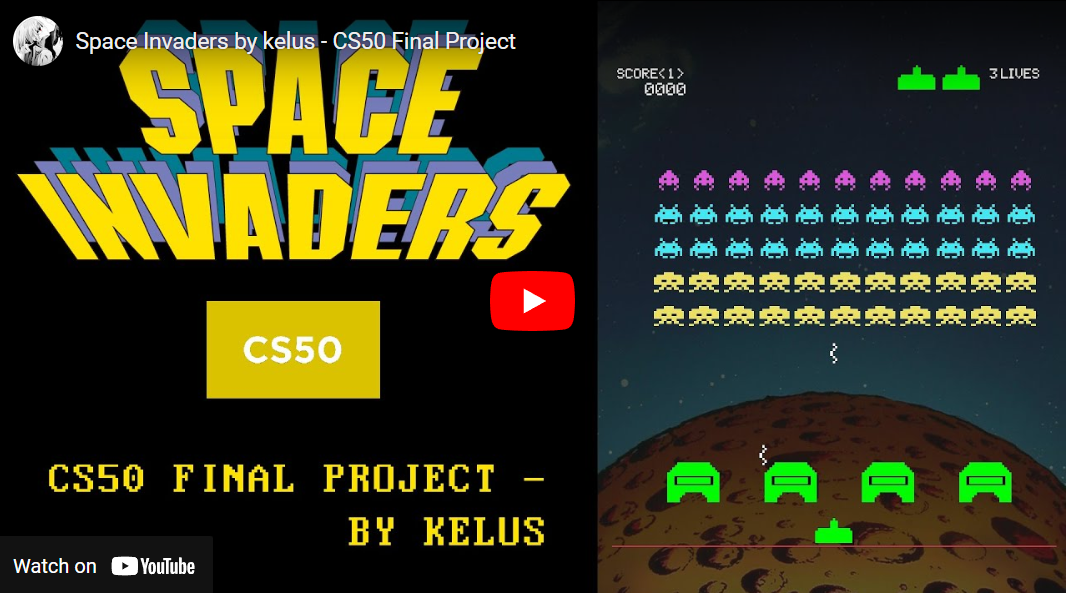 Space Invaders by kelus - CS50 Final Project
SPACE
INVADERS
CS50
CS50 FINAL PROJECT -
BY KELUS
Watch on YouTube
SCORE<1>
0000
3 LIVES